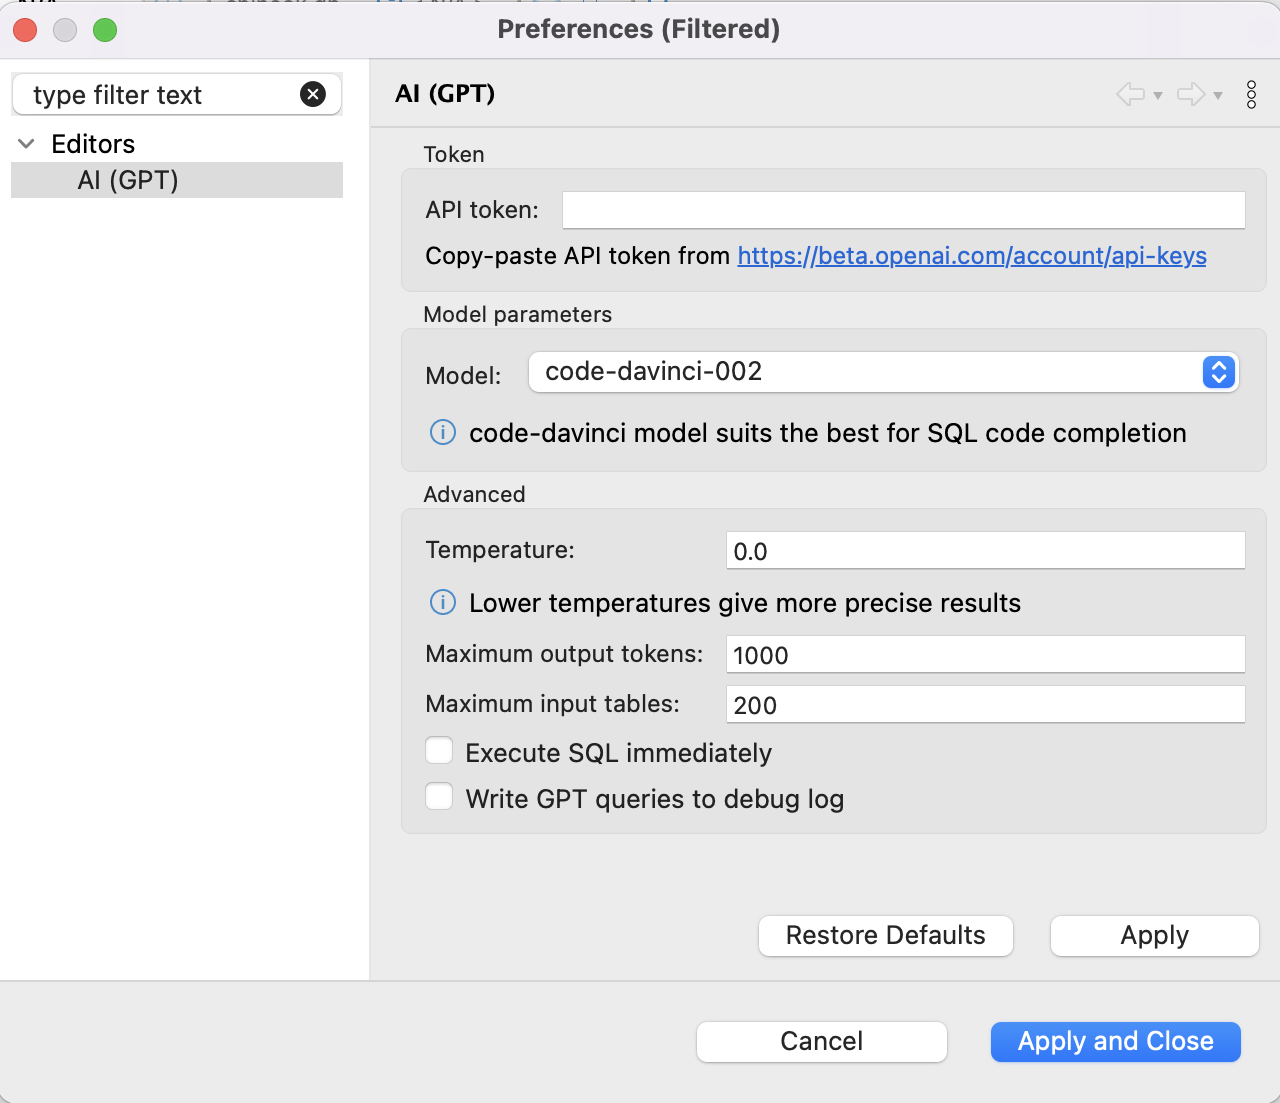 Preferences (Filtered)
type filter text
Editors
AI (GPT)
AI (GPT)
Token
API token:
Copy-paste API token from https://beta.openai.com/account/api-keys
Model parameters
Model: code-davinci-002
code-davinci model suits the best for SQL code completion
Advanced
Temperature: 0.0
Lower temperatures give more precise results
Maximum output tokens: 1000
Maximum input tables: 200
Execute SQL immediately
Write GPT queries to debug log
Restore Defaults Apply
Cancel Apply and Close